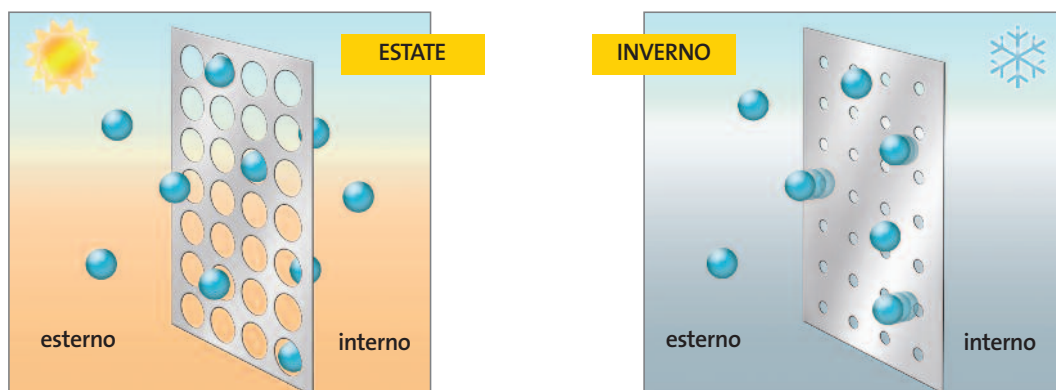 ESTATE
esterno
interno
INVERNO
esterno
interno